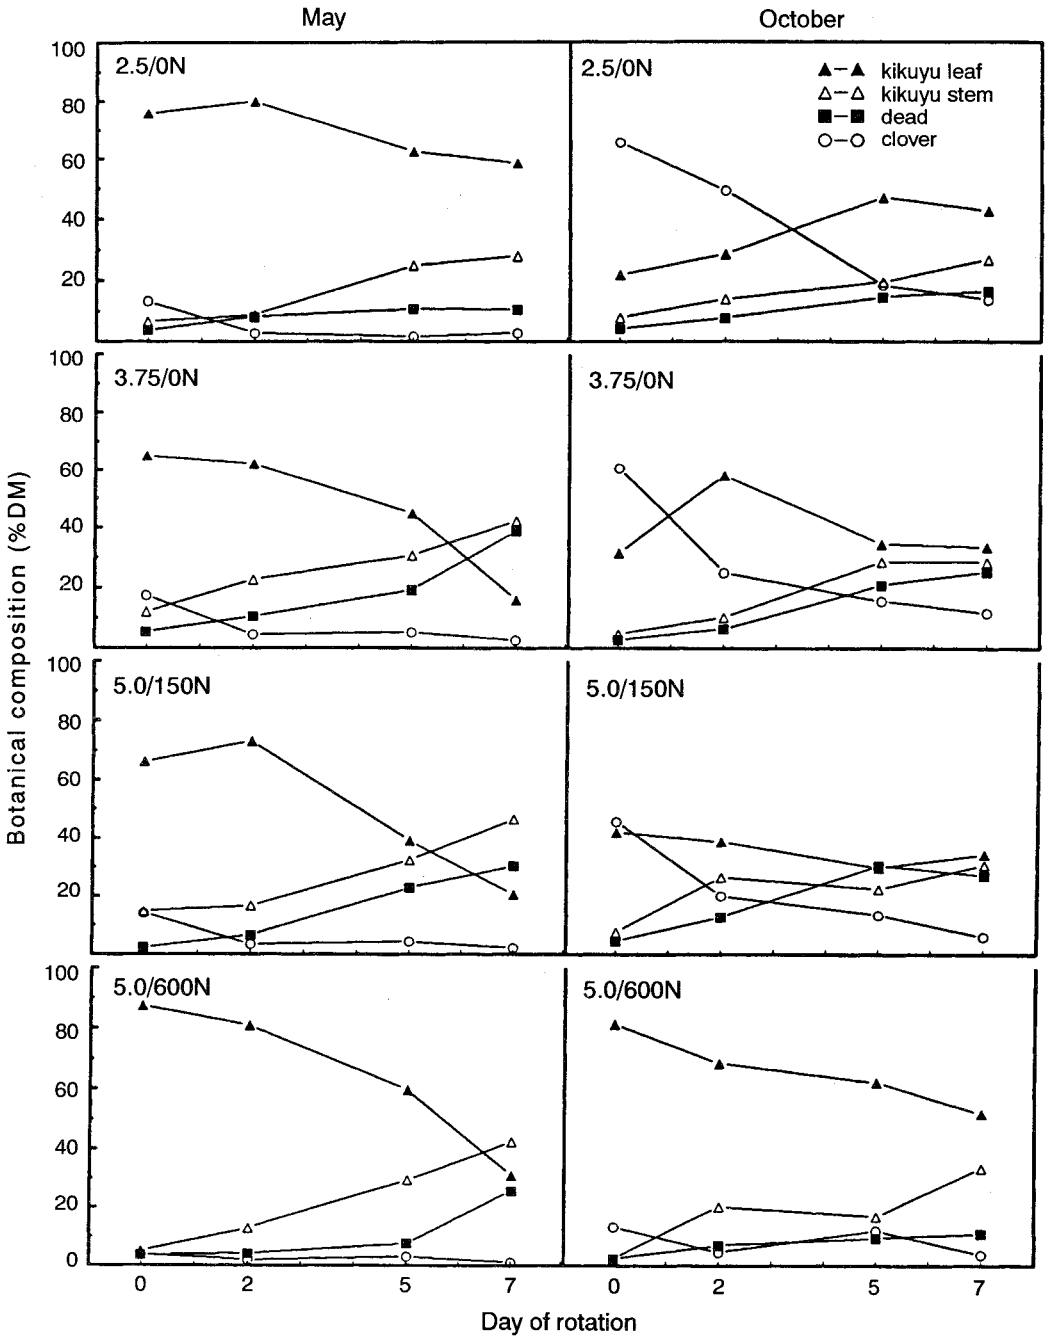 May October
100
80
60
40
20
2.5/0N
2.5/0N
kikuyu leaf
kikuyu stem
dead
clover
100
80
60
40
20
3.75/0N
3.75/0N
100
80
60
40
20
5.0/150N
5.0/150N
100
80
60
40
20
0
5.0/600N
5.0/600N
0 2 5 7 0 2 5 7
Day of rotation
Botanical composition (%DM)